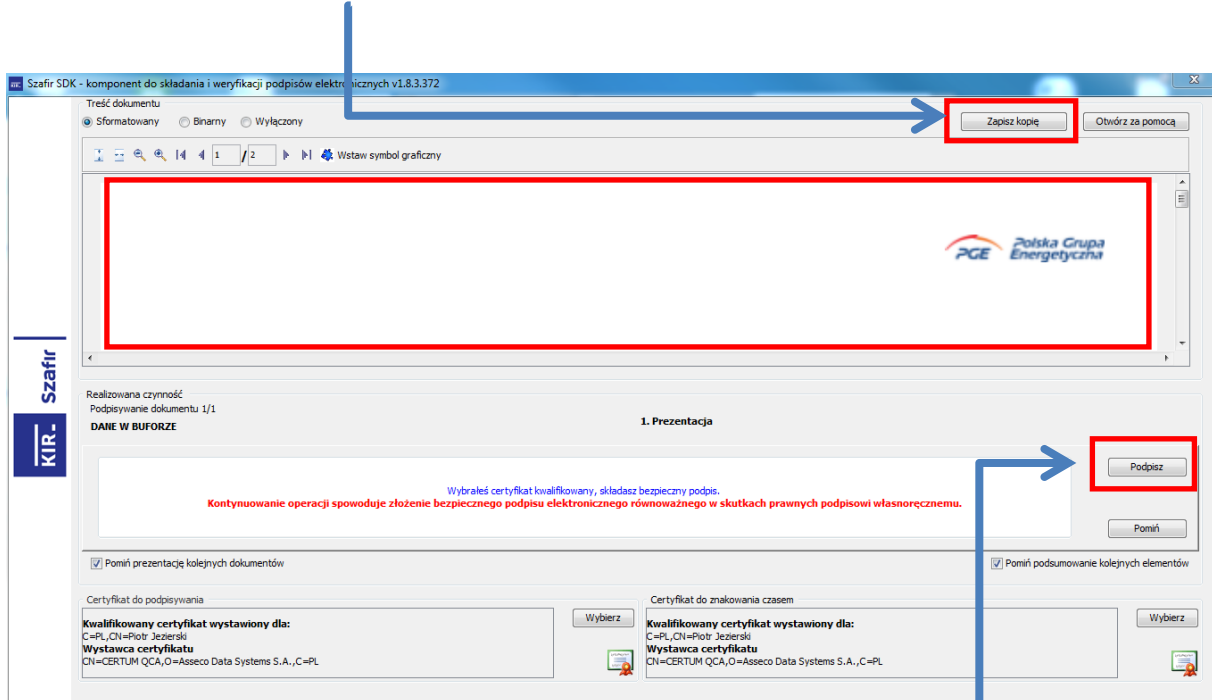 KIR. Szafir SDK - komponent do składania i weryfikacji podpisów elektronicznych v1.8.3.372
Treść dokumentu
Sformatowany Binarny Wyłączony
Zapisz kopię Otwórz za pomocą
1 / 2 Wstaw symbol graficzny
PGE Polska Grupa
Energetyczna
KIR. Szafir
Realizowana czynność
Podpisywanie dokumentu 1/1
DANE W BUFORZE
1. Prezentacja
Wybrałeś certyfikat kwalifikowany, składasz bezpieczny podpis.
Kontynuowanie operacji spowoduje złożenie bezpiecznego podpisu elektronicznego równoważnego w skutkach prawnych podpisowi własnoręcznemu.
Podpisz
Pomiń
Pomiń prezentację kolejnych dokumentów
Pomiń podsumowanie kolejnych elementów
Certyfikat do podpisywania
Kwalifikowany certyfikat wystawiony dla:
C=PL,CN=Piotr Jezierski
Wystawca certyfikatu
CN=CERTUM QCA,O=Asseco Data Systems S.A.,C=PL
Wybierz
Certyfikat do znakowania czasem
Kwalifikowany certyfikat wystawiony dla:
C=PL,CN=Piotr Jezierski
Wystawca certyfikatu
CN=CERTUM QCA,O=Asseco Data Systems S.A.,C=PL
Wybierz